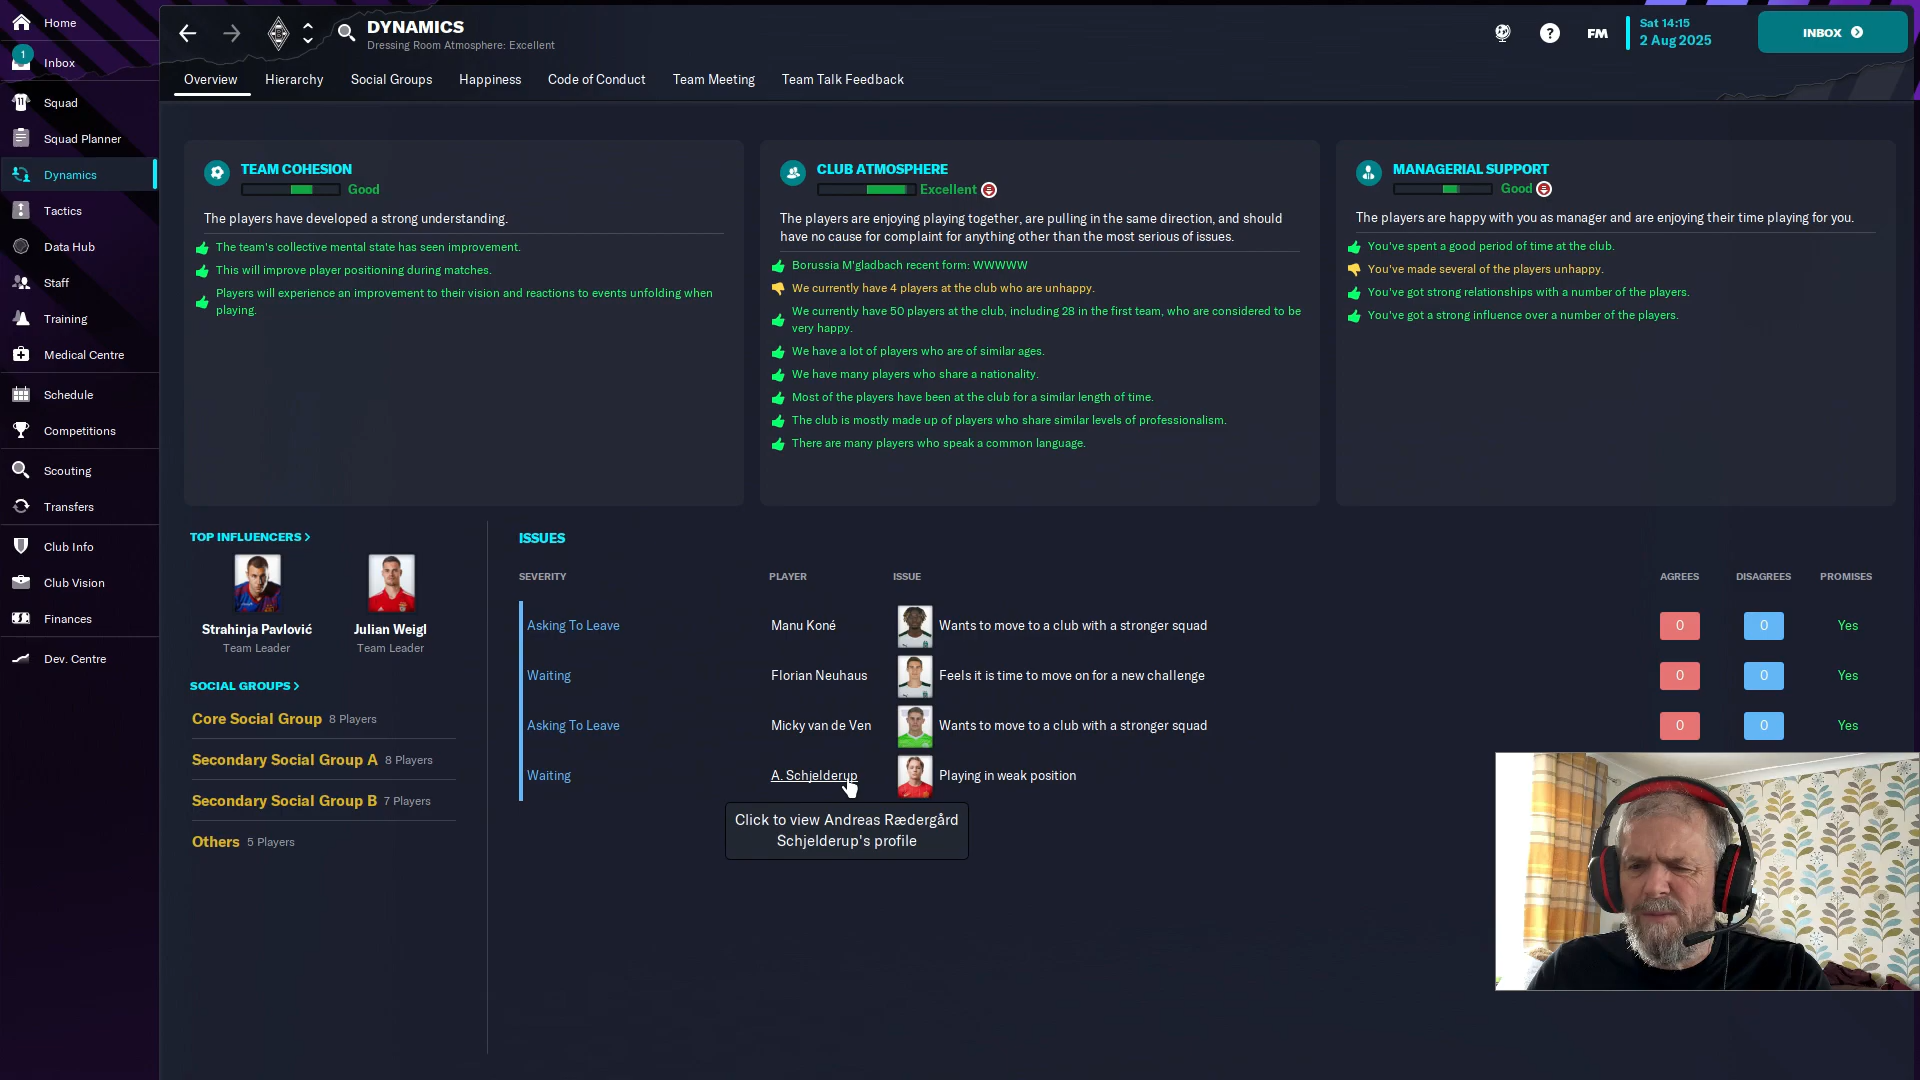 Home
1
Inbox
Squad
Squad Planner
Dynamics
Tactics
Data Hub
Staff
Training
Medical Centre
Schedule
Competitions
Scouting
Transfers
Club Info
Club Vision
Finances
Dev. Centre
DYNAMICS
Dressing Room Atmosphere: Excellent
?
FM
Sat 14:15
2 Aug 2025
INBOX
Overview
Hierarchy
Social Groups
Happiness
Code of Conduct
Team Meeting
Team Talk Feedback
TEAM COHESION
Good
The players have developed a strong understanding.
The team's collective mental state has seen improvement.
This will improve player positioning during matches.
Players will experience an improvement to their vision and reactions to events unfolding when
playing.
CLUB ATMOSPHERE
Excellent
The players are enjoying playing together, are pulling in the same direction, and should
have no cause for complaint for anything other than the most serious of issues.
Borussia M'gladbach recent form: WWWWW
We currently have 4 players at the club who are unhappy.
We currently have 50 players at the club, including 28 in the first team, who are considered to be
very happy.
We have a lot of players who are of similar ages.
We have many players who share a nationality.
Most of the players have been at the club for a similar length of time.
The club is mostly made up of players who share similar levels of professionalism.
There are many players who speak a common language.
MANAGERIAL SUPPORT
Good
The players are happy with you as manager and are enjoying their time playing for you.
You've spent a good period of time at the club.
You've made several of the players unhappy.
You've got strong relationships with a number of the players.
You've got a strong influence over a number of the players.
TOP INFLUENCERS >
Strahinja Pavlović
Team Leader
Julian Weigl
Team Leader
SOCIAL GROUPS >
Core Social Group 8 Players
Secondary Social Group A 8 Players
Secondary Social Group B 7 Players
Others 5 Players
ISSUES
SEVERITY PLAYER ISSUE AGREES DISAGREES PROMISES
Asking To Leave Manu Koné Wants to move to a club with a stronger squad 0 0 Yes
Waiting Florian Neuhaus Feels it is time to move on for a new challenge 0 0 Yes
Asking To Leave Micky van de Ven Wants to move to a club with a stronger squad 0 0 Yes
Waiting A. Schjelderup Playing in weak position
Click to view Andreas Rædergård
Schjelderup's profile